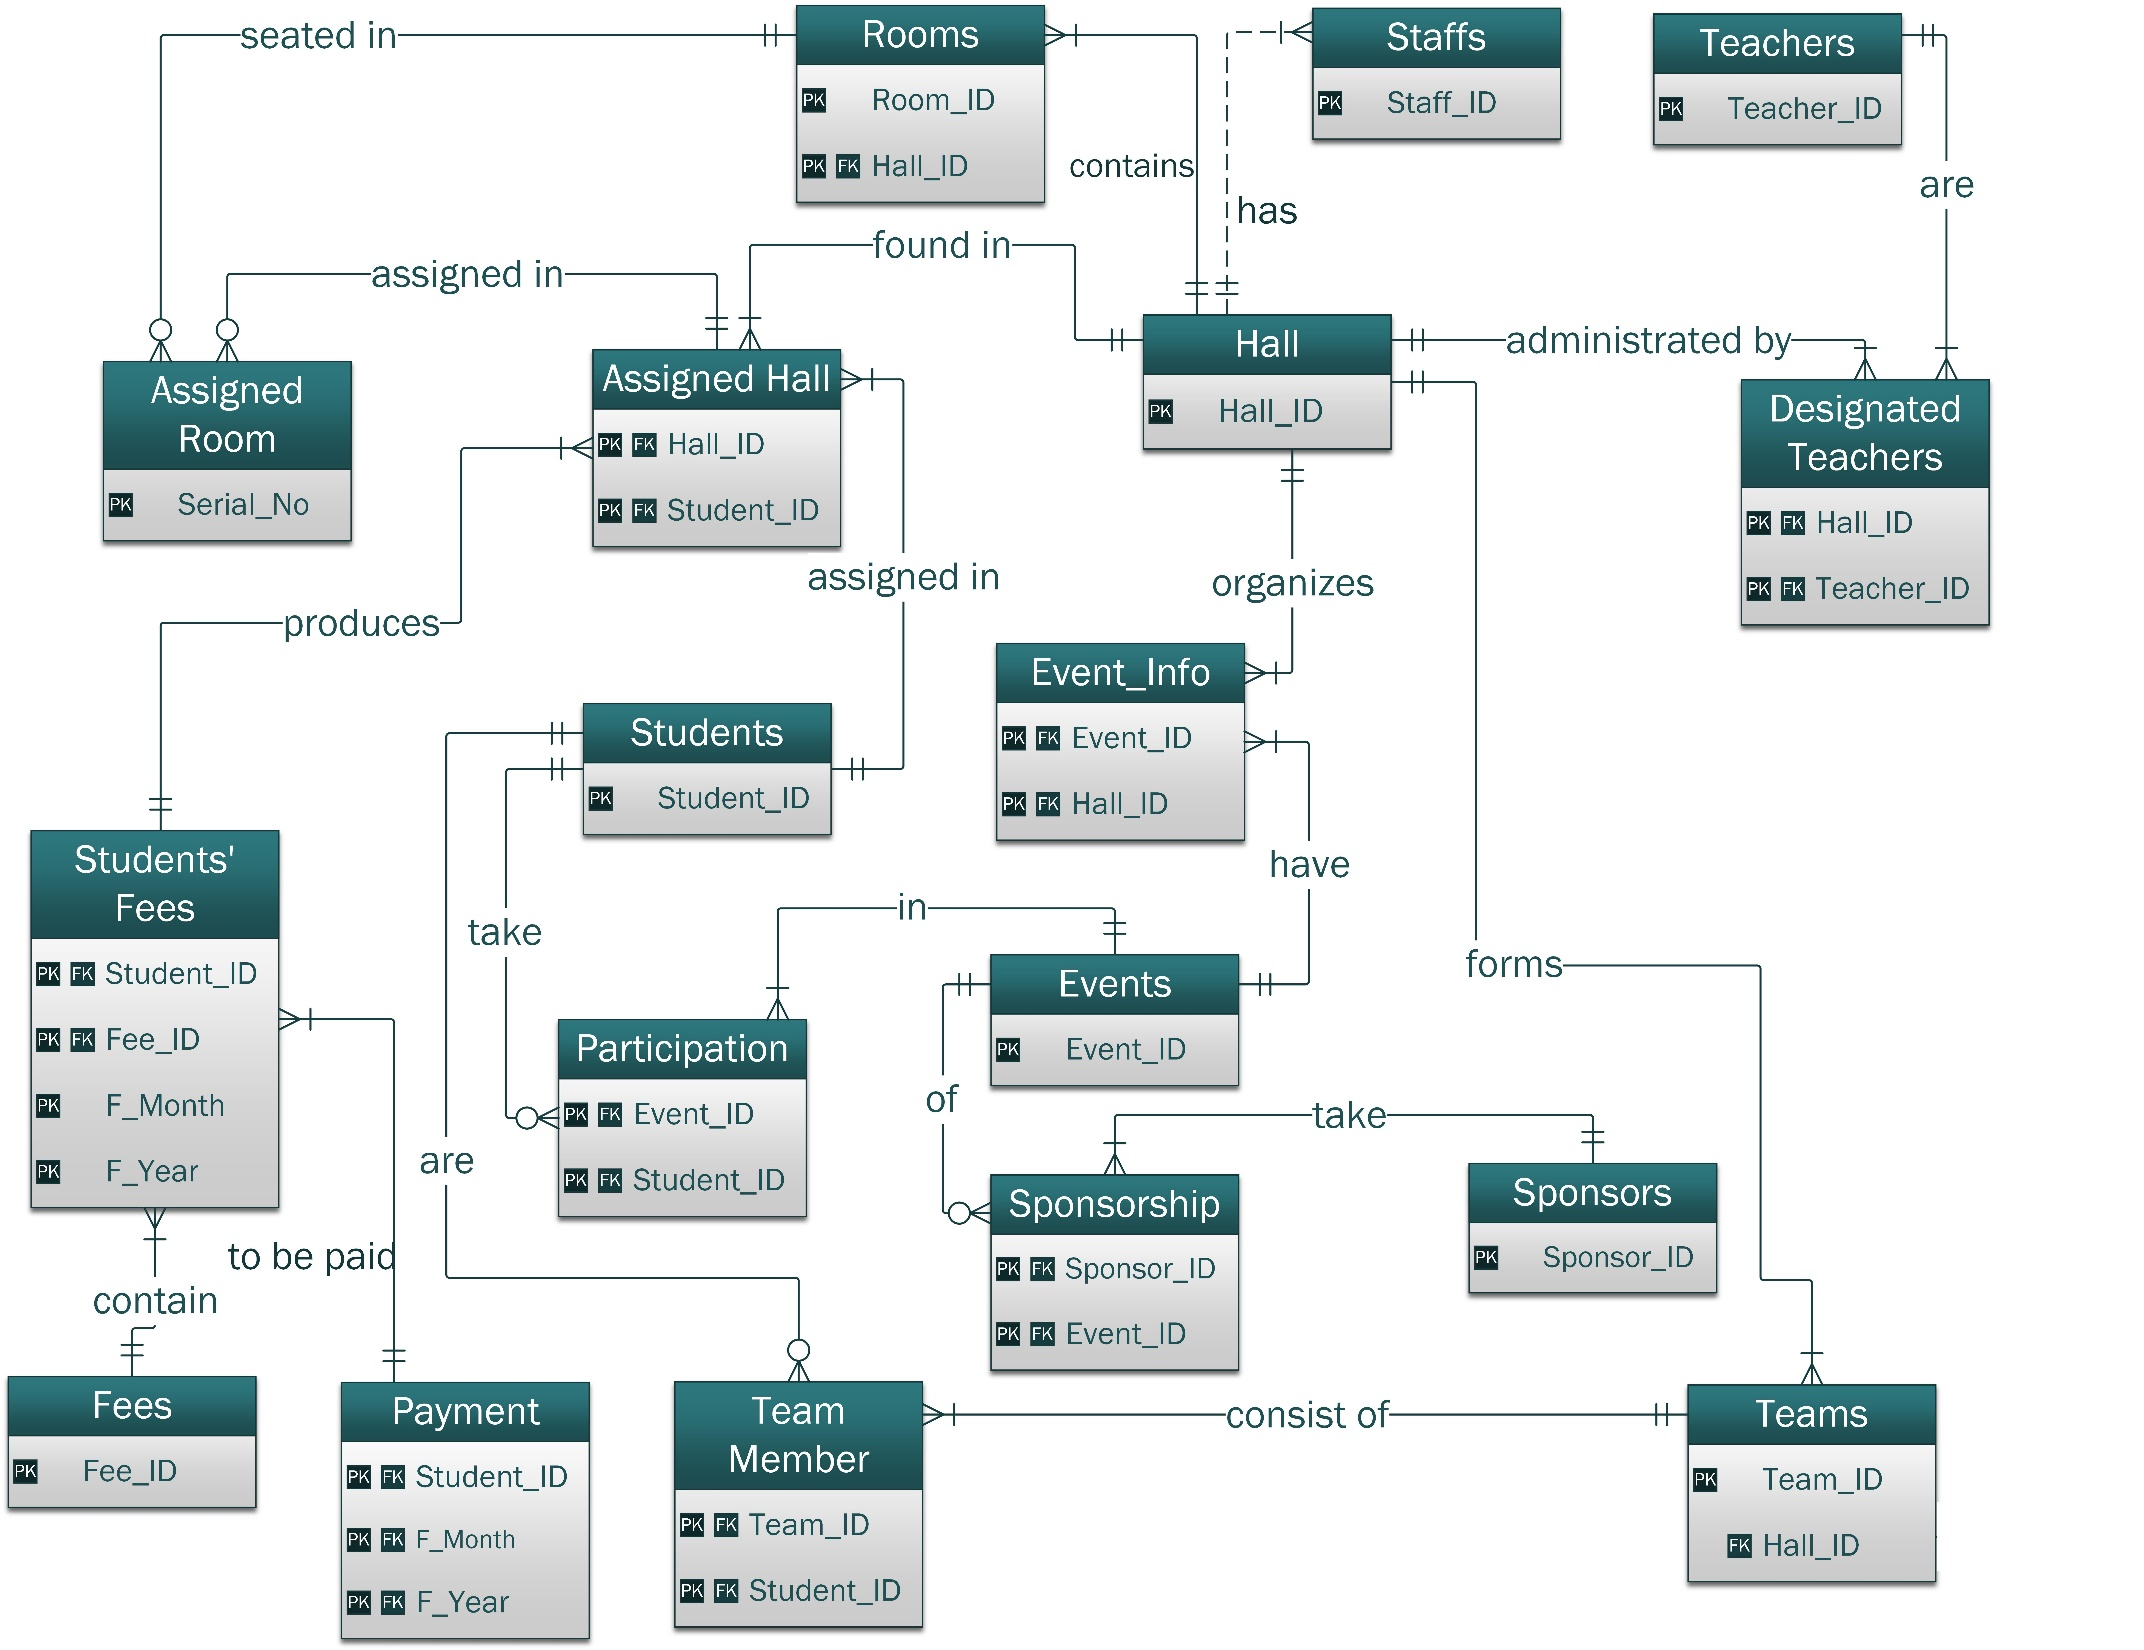 seated in
Rooms
PK Room_ID
PK FK Hall_ID
contains
Staffs
PK Staff_ID
has
Teachers
PK Teacher_ID
are
found in
assigned in
Assigned
Room
PK Serial_No
Assigned Hall
PK FK Hall_ID
PK FK Student_ID
Hall
PK Hall_ID
administrated by
Designated
Teachers
PK FK Hall_ID
PK FK Teacher_ID
assigned in
organizes
produces
Event_Info
PK FK Event_ID
PK FK Hall_ID
Students
PK Student_ID
have
Students'
Fees
PK FK Student_ID
PK FK Fee_ID
PK F_Month
PK F_Year
take
in
forms
Events
PK Event_ID
Participation
PK FK Event_ID
PK FK Student_ID
of
take
are
Sponsorship
PK FK Sponsor_ID
PK FK Event_ID
Sponsors
PK Sponsor_ID
to be paid
contain
Fees
PK Fee_ID
Payment
PK FK Student_ID
PK FK F_Month
PK FK F_Year
Team
Member
PK FK Team_ID
PK FK Student_ID
consist of
Teams
PK Team_ID
FK Hall_ID